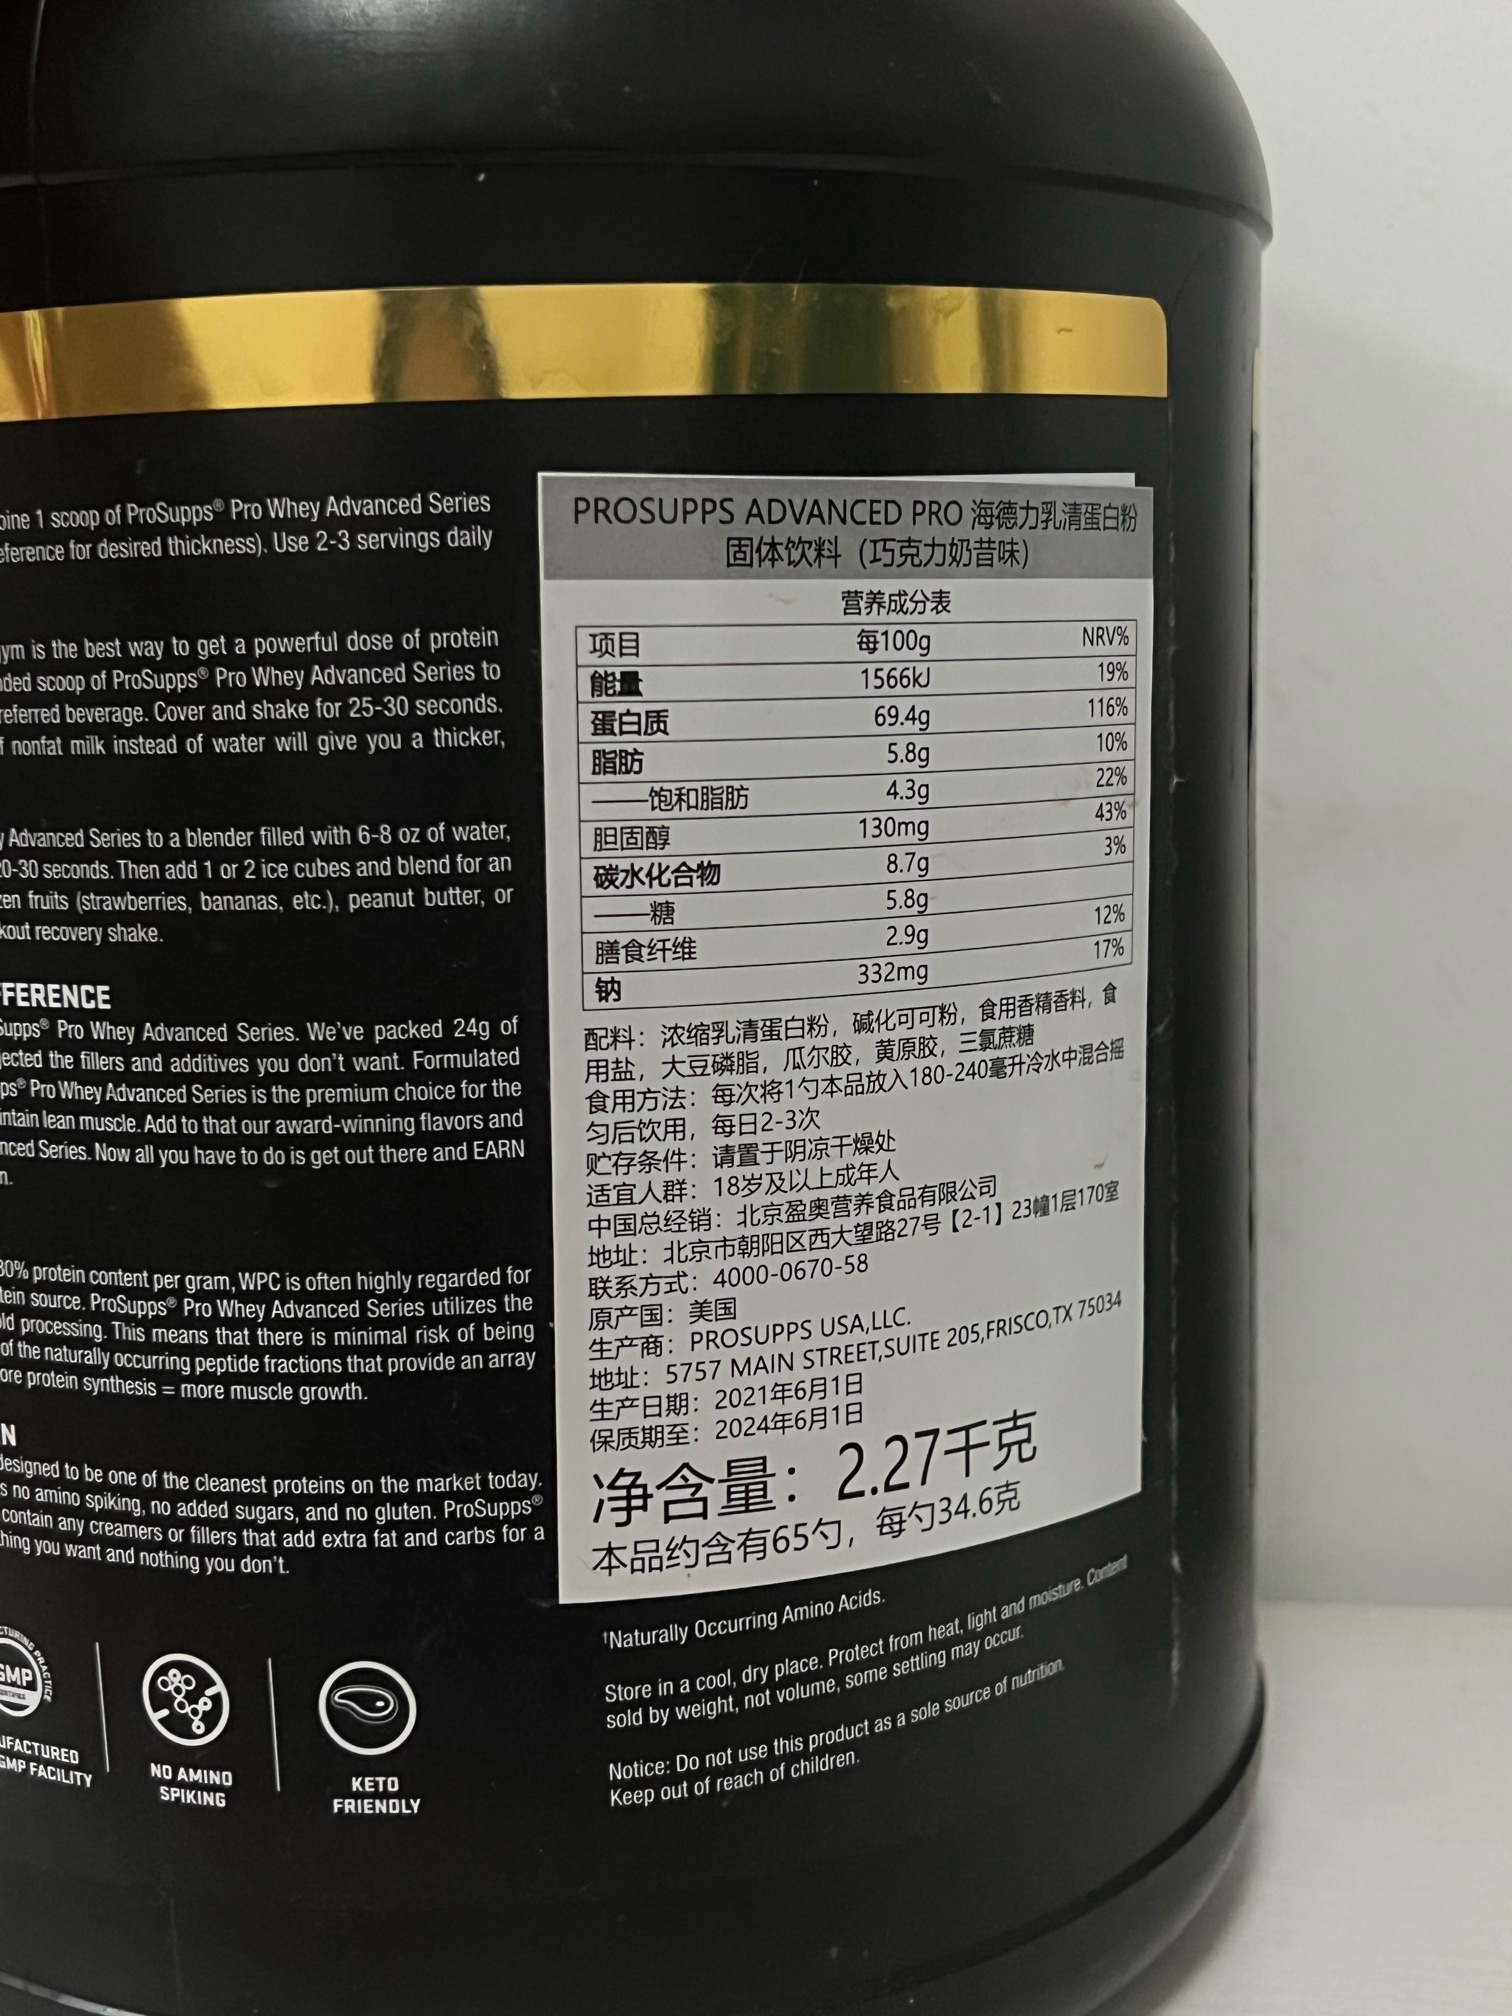 bine 1 scoop of ProSupps® Pro Whey Advanced Series
eference for desired thickness). Use 2-3 servings daily
gym is the best way to get a powerful dose of protein
nded scoop of ProSupps® Pro Whey Advanced Series to
referred beverage. Cover and shake for 25-30 seconds.
f nonfat milk instead of water will give you a thicker,
y Advanced Series to a blender filled with 6-8 oz of water,
20-30 seconds. Then add 1 or 2 ice cubes and blend for an
zen fruits (strawberries, bananas, etc.), peanut butter, or
kout recovery shake.
FERENCE
Supps® Pro Whey Advanced Series. We've packed 24g of
jected the fillers and additives you don't want. Formulated
ps® Pro Whey Advanced Series is the premium choice for the
intain lean muscle. Add to that our award-winning flavors and
nced Series. Now all you have to do is get out there and EARN
n.
80% protein content per gram, WPC is often highly regarded for
tein source. ProSupps® Pro Whey Advanced Series utilizes the
ld processing. This means that there is minimal risk of being
of the naturally occurring peptide fractions that provide an array
ore protein synthesis = more muscle growth.
N
designed to be one of the cleanest proteins on the market today.
s no amino spiking, no added sugars, and no gluten. ProSupps®
contain any creamers or fillers that add extra fat and carbs for a
hing you want and nothing you don't.
GMP
UFACTURED
GMP FACILITY
NO AMINO
SPIKING
KETO
FRIENDLY
PROSUPPS ADVANCED PRO 海德力乳清蛋白粉
固体饮料（巧克力奶昔味）
营养成分表
项目 每100g NRV%
能量 1566kJ 19%
蛋白质 69.4g 116%
脂肪 5.8g 10%
——饱和脂肪 4.3g 22%
胆固醇 130mg 43%
碳水化合物 8.7g 3%
——糖 5.8g
膳食纤维 2.9g 12%
钠 332mg 17%
配料：浓缩乳清蛋白粉，碱化可可粉，食用香精香料，食
用盐，大豆磷脂，瓜尔胶，黄原胶，三氯蔗糖
食用方法：每次将1勺本品放入180-240毫升冷水中混合摇
匀后饮用，每日2-3次
贮存条件：请置于阴凉干燥处
适宜人群：18岁及以上成年人
中国总经销：北京盈奥营养食品有限公司
地址：北京市朝阳区西大望路27号【2-1】23幢1层170室
联系方式：4000-0670-58
原产国：美国
生产商：PROSUPPS USA,LLC.
地址：5757 MAIN STREET,SUITE 205,FRISCO,TX 75034
生产日期：2021年6月1日
保质期至：2024年6月1日
净含量：2.27千克
本品约含有65勺，每勺34.6克
†Naturally Occurring Amino Acids.
Store in a cool, dry place. Protect from heat, light and moisture. Content
sold by weight, not volume, some settling may occur.
Notice: Do not use this product as a sole source of nutrition.
Keep out of reach of children.